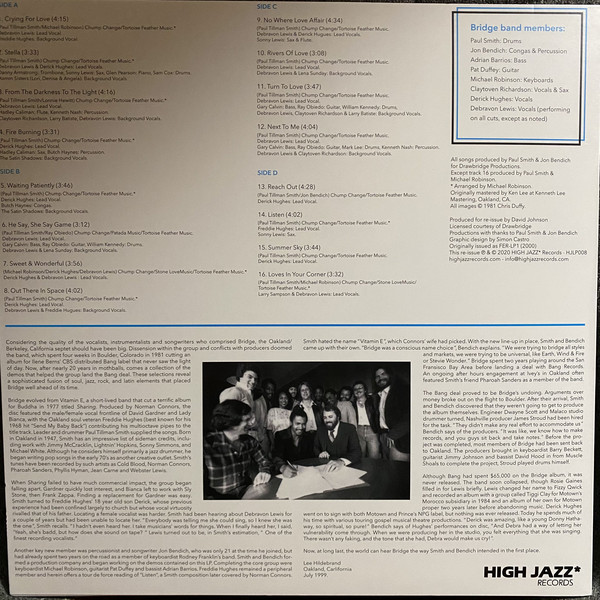 SIDE A
1. Crying For Love (4:15)
(Paul Tillman Smith/Michael Robinson) Chump Change/Tortoise Feather Music.*
Debravon Lewis: Lead Vocal.
Freddie Hughes: Background Vocal.
2. Stella (3:33)
(Paul Tillman Smith) Chump Change/Tortoise Feather Music.*
Debravon Lewis & Derick Hughes: Lead Vocal.
Armstrong: Trombone, Sonny Lewis: Sax, Glen Pearson: Piano, Sam Cox: Drums.
Sisters (Lori, Denise & Angela): Background Vocals.
3. From The Darkness To The Light (4:16)
(Paul Tillman Smith/Lannie Hewitt) Chump Change/Tortoise Feather Music.*
Debravon Lewis: Lead Vocal.
Hadley Caliman: Flute, Kenneth Nash: Percussion.
Claytoven Richardson, Larry Batiste: Debravon Lewis: Background Vocal.
4. Fire Burning (3:31)
(Paul Tillman Smith) Chump Change/Tortoise Feather Music.*
Derick Hughes: Lead Vocal.
Hadley Caliman: Sax, Butch Haynes: Percussion.
The Sate Shadows: Background Vocals.
SIDE B
5. Waiting Patiently (3:46)
(Paul Tillman Smith) Chump Change/Tortoise Feather Music.*
Derick Hughes: Lead Vocal.
Butch Haynes: Congas.
The Sate Shadows: Background Vocals.
6. He Say, She Say Game (3:12)
(Paul Tillman Smith/Ray Obiedo) Chump Change/Pateda Music/Tortoise Feather Music.*
Debravon Lewis: Lead Vocal.
Gary Calvin: Bass, Ray Obiedo: Guitar, William Kennedy: Drums.
Debravon Lewis & Lena Sunday: Background Vocals.
7. Sweet & Wonderful (3:56)
(Michael Robinson/Derick Hughes/Debravon Lewis) Chump Change/Stone LoveMusic/Tortoise Feather Music.*
Derick Hughes & Debravon Lewis: Lead Vocal.
8. Out There In Space (4:02)
(Paul Tillman Smith) Chump Change/Tortoise Feather Music.*
Derick Hughes: Lead Vocal.
Debravon Lewis & Freddie Hughes: Background Vocals.
SIDE C
9. No Where Love Affair (4:34)
(Paul Tillman Smith) Chump Change/Tortoise Feather Music.*
Debravon Lewis & Derick Hughes: Lead Vocal.
Sonny Lewis: Sax & Flute.
10. Rivers Of Love (3:08)
(Paul Tillman Smith) Chump Change/Tortoise Feather Music.*
Debravon Lewis: Lead Vocal.
Debravon Lewis & Lena Sunday: Background Vocals.
11. Turn To Love (3:47)
(Paul Tillman Smith) Chump Change/Tortoise Feather Music.*
Debravon Lewis: Lead Vocal.
Gary Calvin: Bass, Ray Obiedo: Guitar, William Kennedy: Drums.
Debravon Lewis, Claytoven Richardson & Larry Batiste: Background Vocals.
12. Next To Me (4:04)
(Paul Tillman Smith) Chump Change/Tortoise Feather Music.*
Debravon Lewis: Lead Vocal.
Gary Calvin: Bass, Ray Obiedo: Guitar, Mark Lee: Drums, Kenneth Nash: Percussion.
Debravon Lewis & Claytoven Richardson: Background Vocals.
SIDE D
13. Reach Out (4:28)
(Paul Tillman Smith) Chump Change/Tortoise Feather Music.
Derick Hughes: Lead Vocal.
14. Listen (4:02)
(Paul Tillman Smith) Chump Change/Tortoise Feather Music.*
Freddie Hughes: Lead Vocal.
Sonny Lewis: Sax.
15. Summer Sky (3:44)
(Paul Tillman Smith) Chump Change/Tortoise Feather Music.*
Derick Hughes: Lead Vocal.
16. Loves In Your Corner (3:32)
(Paul Tillman Smith/Michael Robinson) Chump Change/Stone LoveMusic/
Tortoise Feather Music.*
Larry Sampson & Debravon Lewis: Lead Vocals.
Bridge band members:
Paul Smith: Drums
Jon Bendich: Congas & Percussion
Adrian Barrios: Bass
Pat Duffey: Guitar
Michael Robinson: Keyboards
Claytoven Richardson: Vocals & Sax
Derick Hughes: Vocals
Debravon Lewis: Vocals (performing
on all cuts, except as noted)
All songs produced by Paul Smith & Jon Bendich
for Drawbridge Productions.
Except track 16 produced by Paul Smith &
Michael Robinson.
* Arranged by Michael Robinson.
Originally mastered by Ken Lee at Kenneth Lee
Mastering, Oakland, CA.
All images © 1981 Chris Duffy.
Produced for re-issue by David Johnson
Licensed courtesy of Drawbridge
Productions with thanks to Paul Smith & Jon Bendich
Graphic design by Simon Castro
Originally issued as FER-LP1 (2000)
This re-issue ℗ & © 2020 HIGH JAZZ* Records - HJLP008
highjazzrecords.com - info@highjazzrecords.com
Considering the quality of the vocalists, instrumentalists and songwriters who comprised Bridge, the Oakland/
Berkeley, California septet should have been big. Dissension within the group and conflicts with producers doomed
the band, which spent four weeks in Boulder, Colorado in 1981 cutting an
album for Ilene Berns' CBS-distributed Bang label that never saw the light
of day. Now, after nearly 20 years in mothballs, comes a collection of the
demos that helped the group land the Bang deal. These selections reveal
a sophisticated fusion of soul, jazz, rock, and latin elements that placed
Bridge well ahead of its time.
Bridge evolved from Vitamin E, a short-lived band that cut a terrific album
for Buddha in 1977 titled Sharing. Produced by Norman Connors, the
disc featured the male/female vocal frontline of David Gardner and Lady
Bianca, with the Oakland soul veteran Freddie Hughes (best known for his
1968 hit "Send My Baby Back") contributing his multioctave pipes to the
title track. Leader and drummer Paul Tillman Smith supplied the songs. Born
in Oakland in 1947, Smith has an impressive list of sidemen credits, includ-
ing work with Jimmy McCracklin, Lightnin' Hopkins, Sonny Simmons, and
Michael White. Although he considers himself primarily a jazz drummer, he
began writing pop songs in the early 70's as another creative outlet. Smith's
tunes have been recorded by such artists as Cold Blood, Norman Connors,
Pharoah Sanders, Phyllis Hyman, Jean Carne and Webster Lewis.
When Sharing failed to have much commercial impact, the group began
falling apart, Gardner quickly lost interest, and Bianca left to work with Sly
Stone, then Frank Zappa. Finding a replacement for Gardner was easy.
Smith turned to Freddie Hughes' 18 year old son Derick, whose previous
experience had been confined largely to church but whose vocal virtuosity
rivalled that of his father. Locating a female vocalist was harder. Smith had been hearing about Debravon Lewis for
a couple of years but had been unable to locate her. "Everybody was telling me she could sing, so I knew she was
the one", Smith recalls. "I hadn't even heard her. I take musicians' words for things. When I finally heard her, I said,
'Yeah, she's badd, but how does she sound on tape?' " Lewis turned out to be, in Smith's estimation, " One of the
finest recording vocalists."
Another key new member was percussionist and songwriter Jon Bendich, who was only 21 at the time he joined, but
had already spent two years on the road as a member of keyboardist Rodney Franklin's band. Smith and Bendich for-
med a production company and began working on the demos contained on this LP. Completing the core group were
keyboardist Michael Robinson, guitarist Pat Duffey and bassist Adrian Barrios. Freddie Hughes remained a peripheral
member and herein offers a tour de force reading of "Listen", a Smith composition later covered by Norman Connors.
Smith hated the name "Vitamin E", which Connors' wife had picked. With the new line-up in place, Smith and Bendich
came up with their own. "Bridge was a conscious name choice", Bendich explains. "We were trying to bridge all styles
and markets, we were trying to be universal, like Earth, Wind & Fire
or Stevie Wonder." Bridge spent two years playing around the San
Francisco Bay Area before landing a deal with Bang Records.
An ongoing after hours engagement at Ivey's in Oakland often
featured Smith's friend Pharoah Sanders as a member of the band.
The Bang deal proved to be Bridge's undoing. Arguments over
money broke out on the flight to Boulder. After their arrival, Smith
and Bendich discovered that they weren't going to get to produce
the album themselves. Engineer Dwayne Scott and Malaco studio
drummer turned, Nashville producer James Stroud had been hired
for the task. "They didn't make any real effort to accommodate us"
Bendich says of the producers. "It was like, we know how to make
records, and you guys sit back and take notes." Before the pro-
ject was completed, most members of Bridge had been sent back
to Oakland. The producers brought in keyboardist Barry Beckett,
guitarist Jimmy Johnson and bassist David Hood in from Muscle
Shoals to complete the project. Stroud played drums himself.
Although Bang had spent $65,000 on the Bridge album, it was
never released. The band soon collapsed, though Rosie Gaines
filled in for Lewis briefly. Lewis changed her name to Fizzy Qwick
and recorded an album with a group called Tiggi Clay for Motown's
Morocco subsidiary in 1984 and an album of her own for Motown
proper two years later before abandoning music. Derick Hughes
went on to sign with both Motown and Prince's NPG label, but nothing was ever released. Today he spends much of
his time with various touring gospel musical theatre productions. "Derick was amazing, like a young Donny Hatha-
way, so spiritual, so pure!" Bendich says of Hughes' performances on disc, "And Debra had a way of letting her
vulnerability come through. When we were producing her in the studio, you felt everything that she was singing.
There wasn't any faking, and the tone that she had, Debra would make us cry!".
Now, at long last, the world can hear Bridge the way Smith and Bendich intended in the first place.
Lee Hildebrand
Oakland, California
July 1999.
HIGH JAZZ*
RECORDS